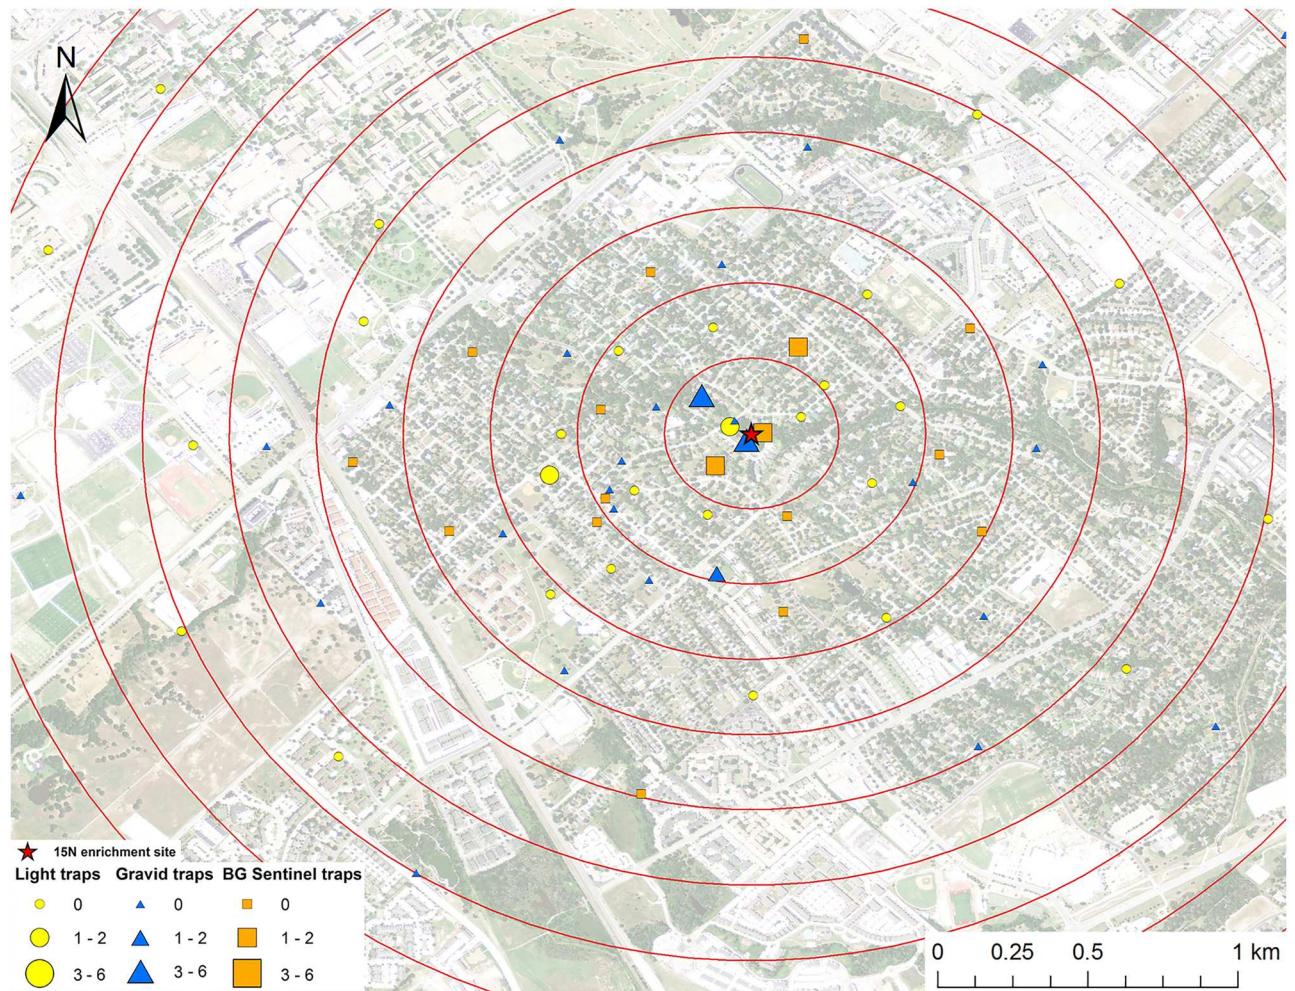 N
15N enrichment site
Light traps Gravid traps BG Sentinel traps
0 0 0
1 - 2 1 - 2 1 - 2
3 - 6 3 - 6 3 - 6
0 0.25 0.5 1 km